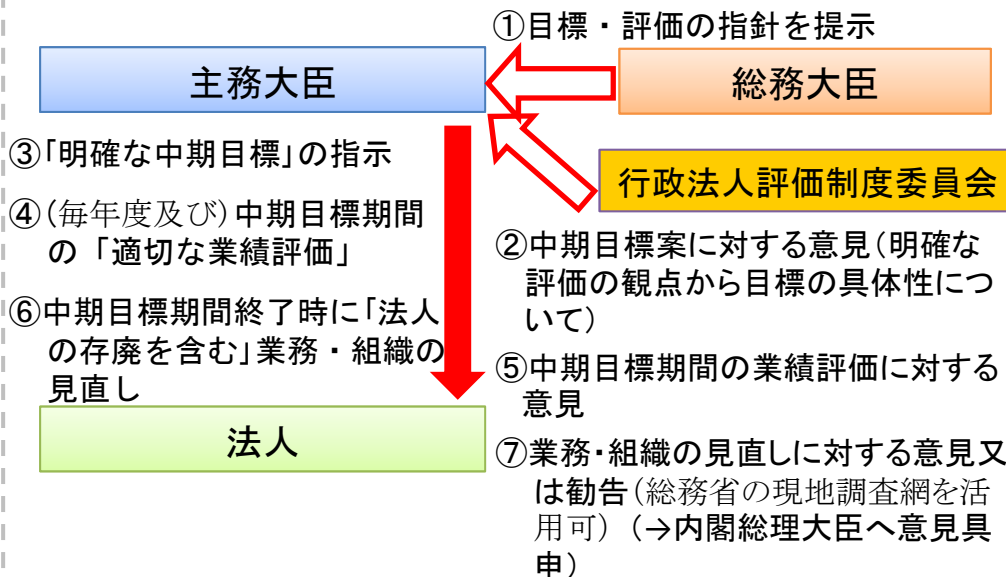 ①目標・評価の指針を提示
主務大臣
総務大臣
③「明確な中期目標」の指示
行政法人評価制度委員会
④(毎年度及び)中期目標期間
の「適切な業績評価」
②中期目標案に対する意見(明確な
評価の観点から目標の具体性につ
いて)
⑥中期目標期間終了時に「法人
の存廃を含む」業務・組織の
見直し
⑤中期目標期間の業績評価に対する
意見
法人
⑦業務・組織の見直しに対する意見又
は勧告(総務省の現地調査網を活
用可) (→内閣総理大臣へ意見具
申)